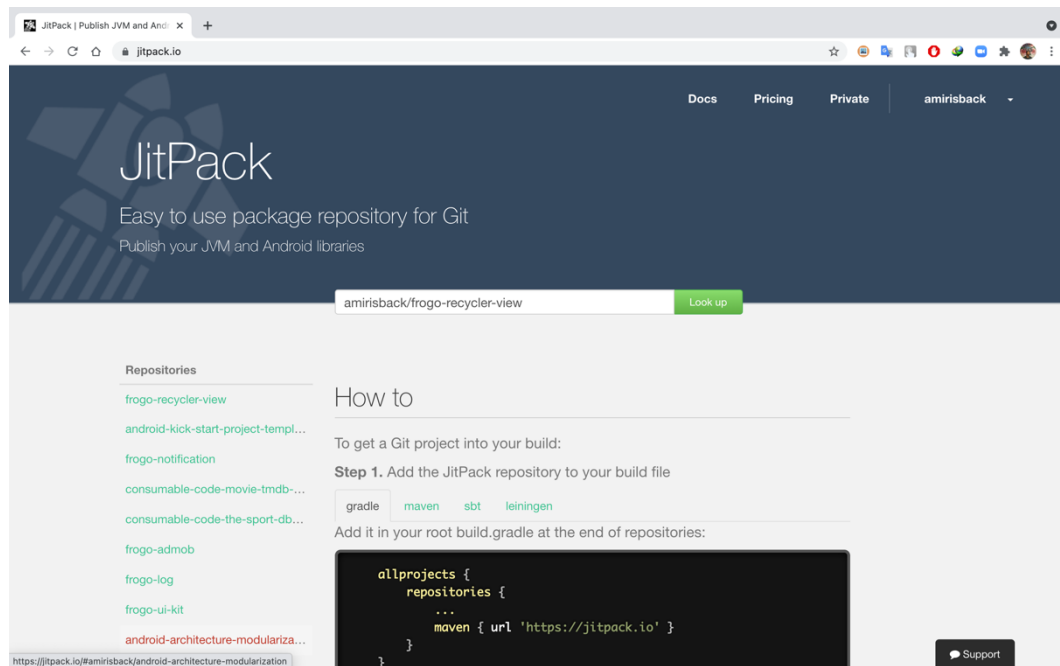 JitPack | Publish JVM and And
jitpack.io
Docs Pricing Private amirisback
JitPack
Easy to use package repository for Git
Publish your JVM and Android libraries
amirisback/frogo-recycler-view Look up
Repositories
frogo-recycler-view
android-kick-start-project-templ...
frogo-notification
consumable-code-movie-tmdb-...
consumable-code-the-sport-db...
frogo-admob
frogo-log
frogo-ui-kit
android-architecture-modulariza...
How to
To get a Git project into your build:
Step 1. Add the JitPack repository to your build file
gradle maven sbt leiningen
Add it in your root build.gradle at the end of repositories:
allprojects {
repositories {
...
maven { url 'https://jitpack.io' }
}
}
Support
https://jitpack.io/#amirisback/android-architecture-modularization